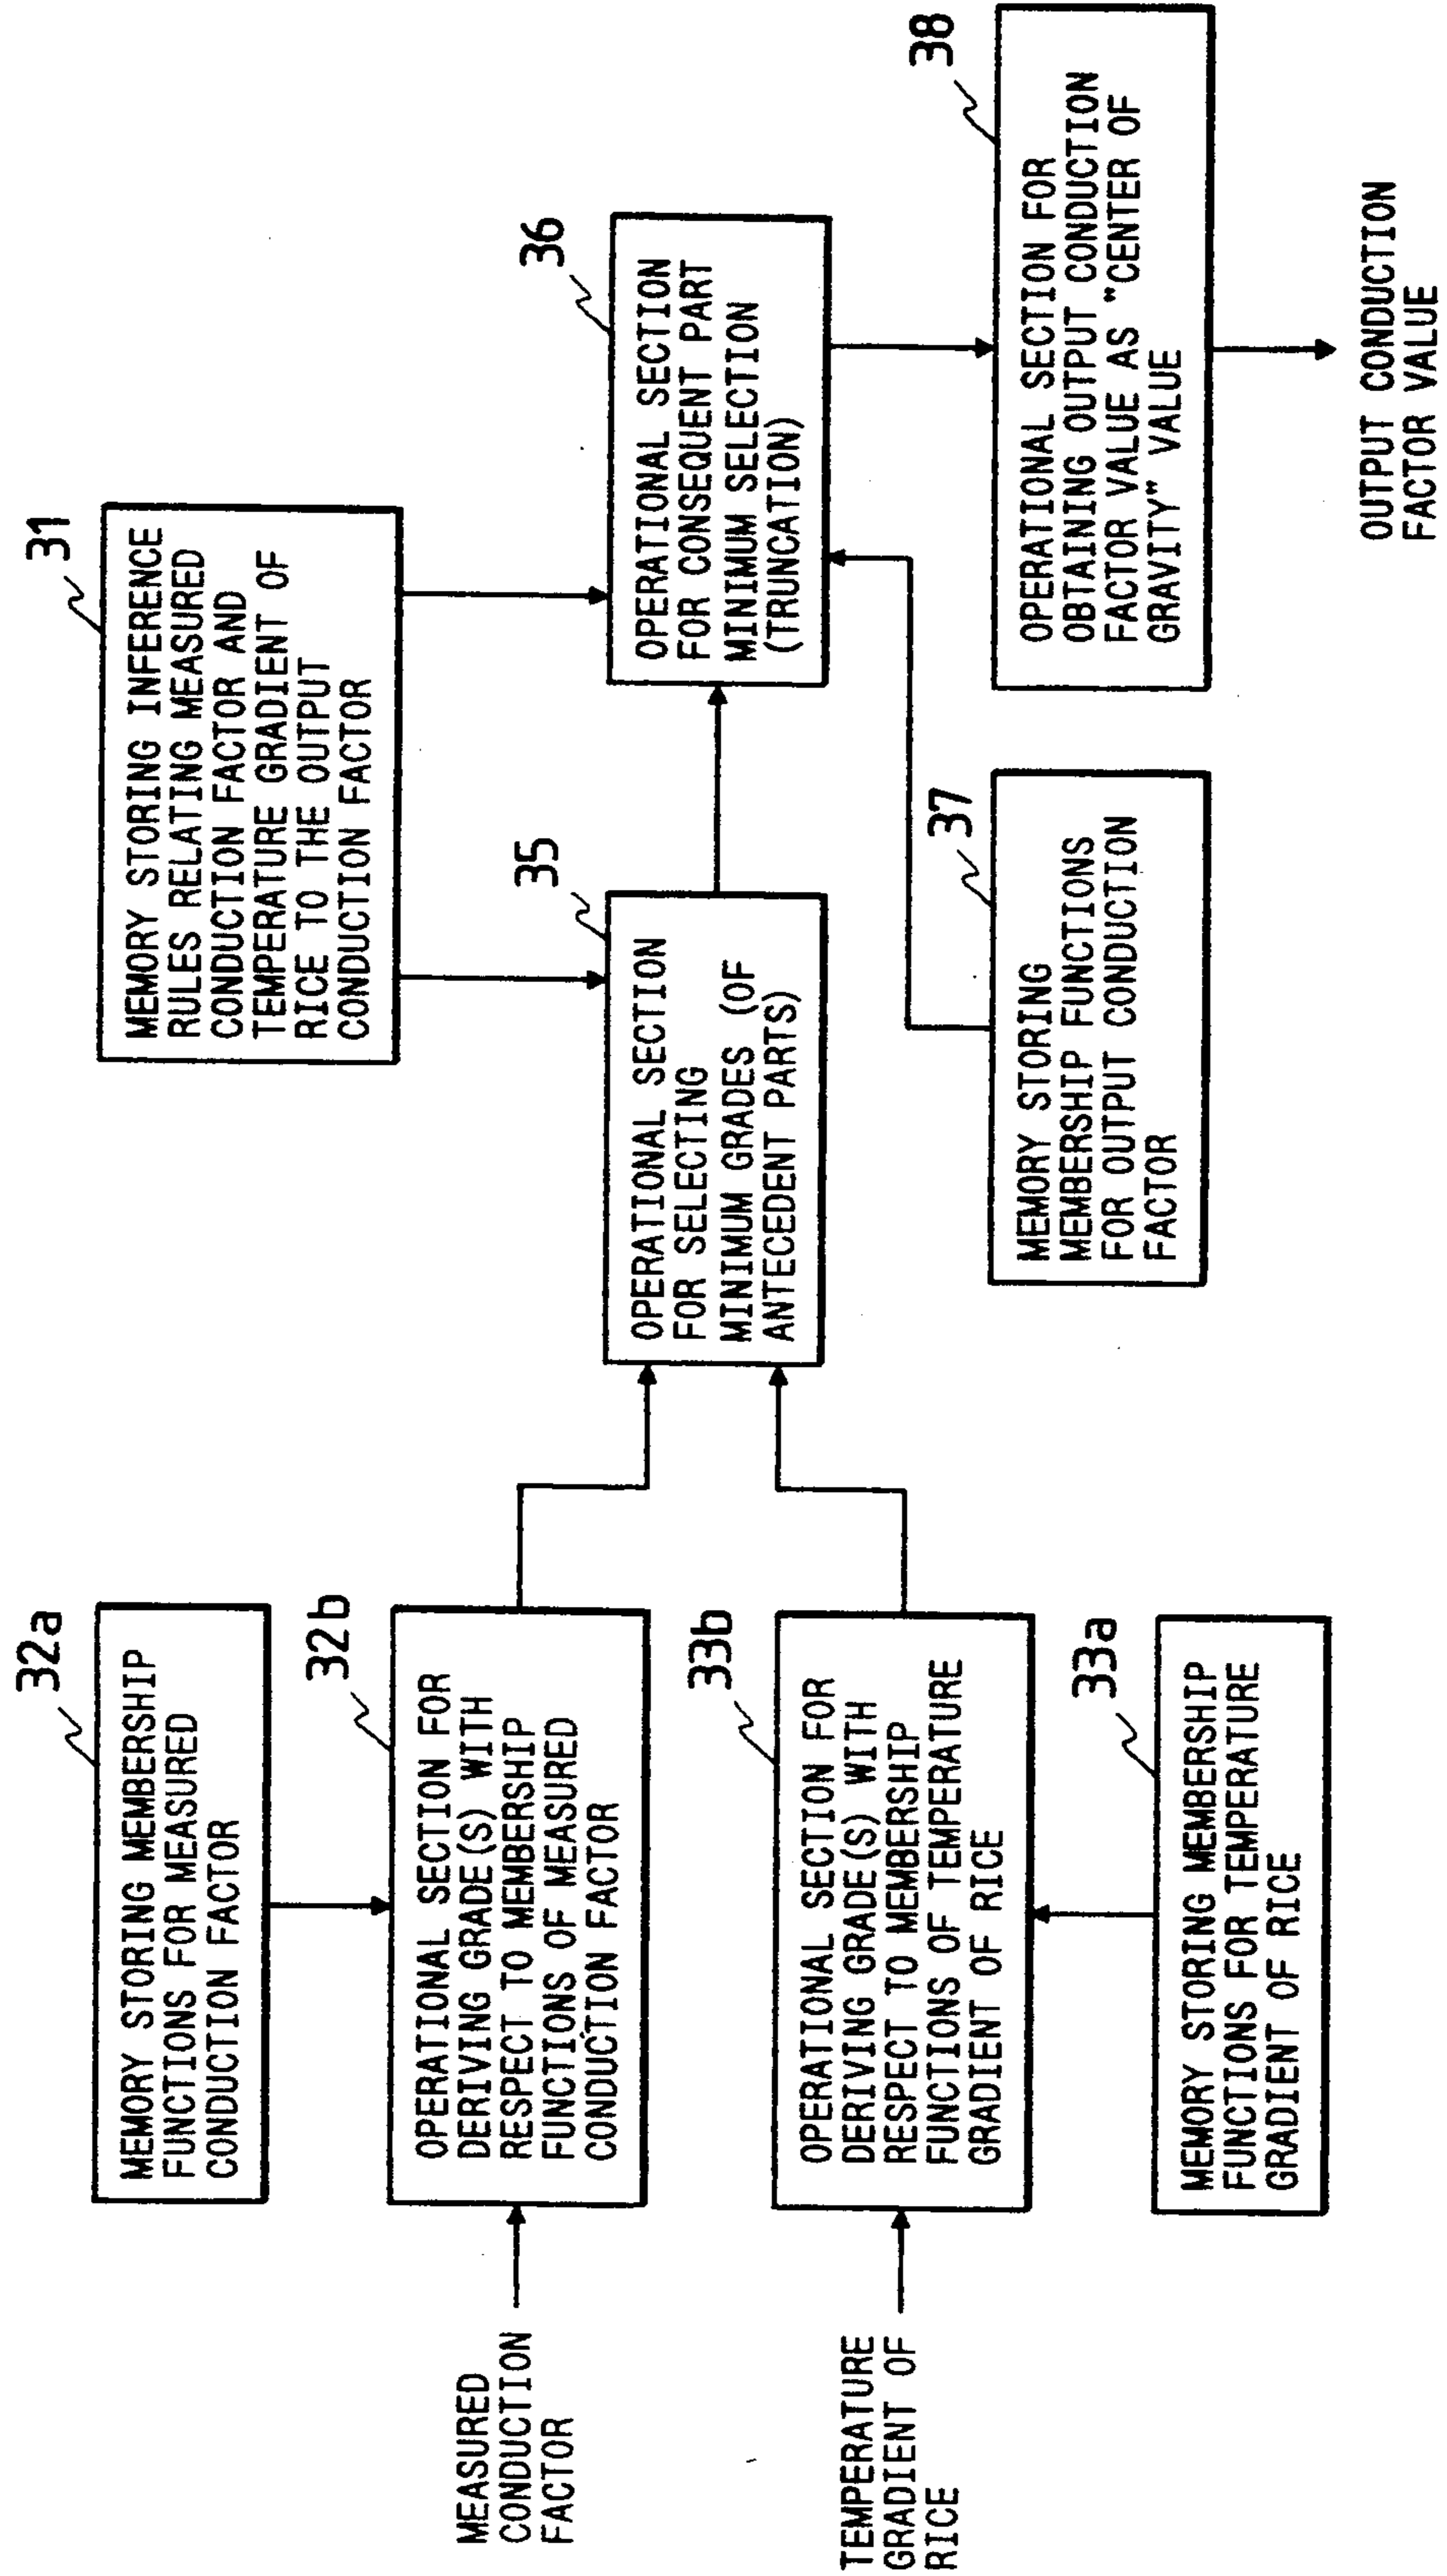 32a
MEMORY STORING MEMBERSHIP
FUNCTIONS FOR MEASURED
CONDUCTION FACTOR
MEASURED
CONDUCTION
FACTOR
32b
OPERATIONAL SECTION FOR
DERIVING GRADE(S) WITH
RESPECT TO MEMBERSHIP
FUNCTIONS OF MEASURED
CONDUCTION FACTOR
TEMPERATURE
GRADIENT OF
RICE
33b
OPERATIONAL SECTION FOR
DERIVING GRADE(S) WITH
RESPECT TO MEMBERSHIP
FUNCTIONS OF TEMPERATURE
GRADIENT OF RICE
33a
MEMORY STORING MEMBERSHIP
FUNCTIONS FOR TEMPERATURE
GRADIENT OF RICE
31
MEMORY STORING INFERENCE
RULES RELATING MEASURED
CONDUCTION FACTOR AND
TEMPERATURE GRADIENT OF
RICE TO THE OUTPUT
CONDUCTION FACTOR
35
OPERATIONAL SECTION
FOR SELECTING
MINIMUM GRADES (OF
ANTECEDENT PARTS)
36
OPERATIONAL SECTION
FOR CONSEQUENT PART
MINIMUM SELECTION
(TRUNCATION)
37
MEMORY STORING
MEMBERSHIP FUNCTIONS
FOR OUTPUT CONDUCTION
FACTOR
38
OPERATIONAL SECTION FOR
OBTAINING OUTPUT CONDUCTION
FACTOR VALUE AS "CENTER OF
GRAVITY" VALUE
OUTPUT CONDUCTION
FACTOR VALUE